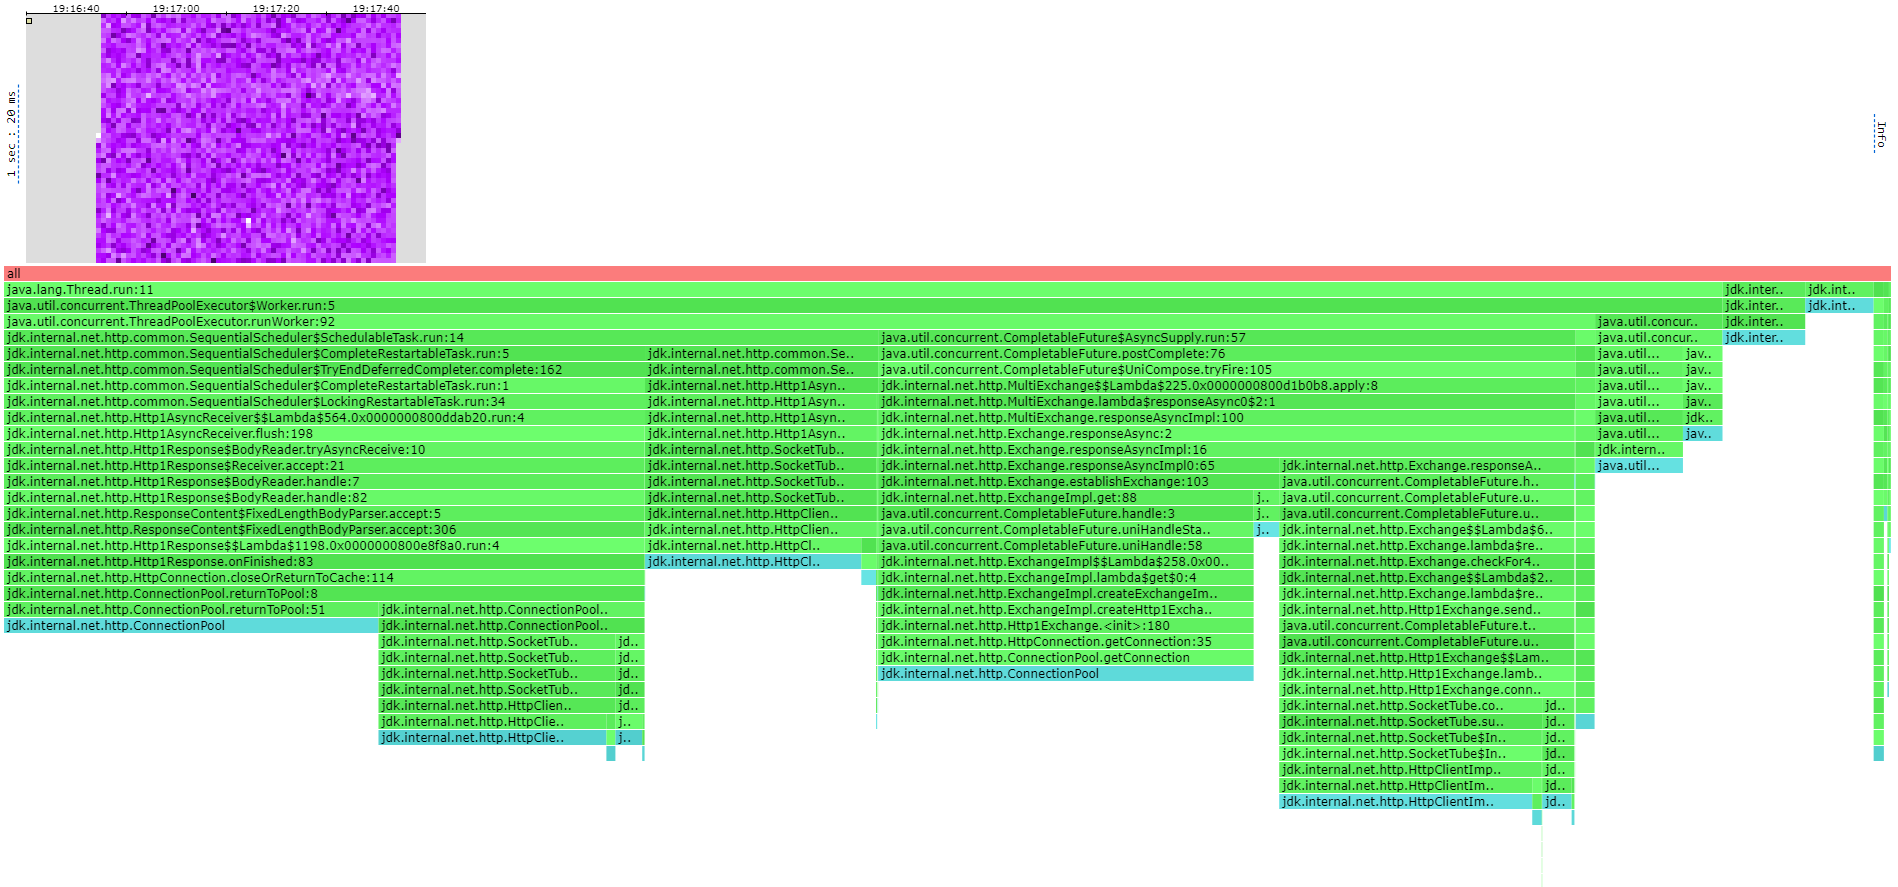 19:16:40 19:17:00 19:17:20 19:17:40
1 sec : 20 ms
Info
all
java.lang.Thread.run:11 jdk.inter.. jdk.int..
java.util.concurrent.ThreadPoolExecutor$Worker.run:5 jdk.inter.. jdk.int..
java.util.concurrent.ThreadPoolExecutor.runWorker:92 java.util.concur.. jdk.inter..
jdk.internal.net.http.common.SequentialScheduler$SchedulableTask.run:14 java.util.concurrent.CompletableFuture$AsyncSupply.run:57 java.util.concur.. jdk.inter..
jdk.internal.net.http.common.SequentialScheduler$CompleteRestartableTask.run:5 jdk.internal.net.http.common.Se.. java.util.concurrent.CompletableFuture.postComplete:76 java.util... jav..
jdk.internal.net.http.common.SequentialScheduler$TryEndDeferredCompleter.complete:162 jdk.internal.net.http.common.Se.. java.util.concurrent.CompletableFuture$UniCompose.tryFire:105 java.util... jav..
jdk.internal.net.http.common.SequentialScheduler$CompleteRestartableTask.run:1 jdk.internal.net.http.Http1Asyn.. jdk.internal.net.http.MultiExchange$$Lambda$225.0x0000000800d1b0b8.apply:8 java.util... jav..
jdk.internal.net.http.common.SequentialScheduler$LockingRestartableTask.run:34 jdk.internal.net.http.Http1Asyn.. jdk.internal.net.http.MultiExchange.lambda$responseAsync0$2:1 java.util... jav..
jdk.internal.net.http.Http1AsyncReceiver$$Lambda$564.0x0000000800ddab20.run:4 jdk.internal.net.http.Http1Asyn.. jdk.internal.net.http.MultiExchange.responseAsyncImpl:100 java.util... jdk..
jdk.internal.net.http.Http1AsyncReceiver.flush:198 jdk.internal.net.http.Http1Asyn.. jdk.internal.net.http.Exchange.responseAsync:2 java.util... jav..
jdk.internal.net.http.Http1Response$BodyReader.tryAsyncReceive:10 jdk.internal.net.http.SocketTub.. jdk.internal.net.http.Exchange.responseAsyncImpl:16 jdk.intern..
jdk.internal.net.http.Http1Response$Receiver.accept:21 jdk.internal.net.http.SocketTub.. jdk.internal.net.http.Exchange.responseAsyncImpl0:65 jdk.internal.net.http.Exchange.responseA.. java.util...
jdk.internal.net.http.Http1Response$BodyReader.handle:7 jdk.internal.net.http.SocketTub.. jdk.internal.net.http.Exchange.establishExchange:103 java.util.concurrent.CompletableFuture.h..
jdk.internal.net.http.Http1Response$BodyReader.handle:82 jdk.internal.net.http.SocketTub.. jdk.internal.net.http.ExchangeImpl.get:88 j.. java.util.concurrent.CompletableFuture.u..
jdk.internal.net.http.ResponseContent$FixedLengthBodyParser.accept:5 jdk.internal.net.http.HttpClien.. java.util.concurrent.CompletableFuture.handle:3 j.. java.util.concurrent.CompletableFuture.u..
jdk.internal.net.http.ResponseContent$FixedLengthBodyParser.accept:306 jdk.internal.net.http.HttpClien.. java.util.concurrent.CompletableFuture.uniHandleSta.. j.. jdk.internal.net.http.Exchange$$Lambda$6..
jdk.internal.net.http.Http1Response$$Lambda$1198.0x0000000800e8f8a0.run:4 jdk.internal.net.http.HttpCl.. java.util.concurrent.CompletableFuture.uniHandle:58 jdk.internal.net.http.Exchange.lambda$re..
jdk.internal.net.http.Http1Response.onFinished:83 jdk.internal.net.http.HttpCl.. jdk.internal.net.http.ExchangeImpl$$Lambda$258.0x00.. jdk.internal.net.http.Exchange.checkFor4..
jdk.internal.net.http.HttpConnection.closeOrReturnToCache:114 jdk.internal.net.http.ExchangeImpl.lambda$get$0:4 jdk.internal.net.http.Exchange$$Lambda$2..
jdk.internal.net.http.ConnectionPool.returnToPool:8 jdk.internal.net.http.ExchangeImpl.createExchangeIm.. jdk.internal.net.http.Exchange.lambda$re..
jdk.internal.net.http.ConnectionPool.returnToPool:51 jdk.internal.net.http.ConnectionPool.. jdk.internal.net.http.ExchangeImpl.createHttp1Excha.. jdk.internal.net.http.Http1Exchange.send..
jdk.internal.net.http.ConnectionPool jdk.internal.net.http.ConnectionPool.. jdk.internal.net.http.Http1Exchange.<init>:180 java.util.concurrent.CompletableFuture.t..
jdk.internal.net.http.SocketTub.. jd.. jdk.internal.net.http.HttpConnection.getConnection:35 java.util.concurrent.CompletableFuture.u..
jdk.internal.net.http.SocketTub.. jd.. jdk.internal.net.http.ConnectionPool.getConnection jdk.internal.net.http.Http1Exchange$$Lam..
jdk.internal.net.http.SocketTub.. jd.. jdk.internal.net.http.ConnectionPool jdk.internal.net.http.Http1Exchange.lamb..
jdk.internal.net.http.SocketTub.. jd.. jdk.internal.net.http.Http1Exchange.conn..
jdk.internal.net.http.HttpClien.. jd.. jdk.internal.net.http.SocketTube.co.. jd..
jdk.internal.net.http.HttpClie.. j.. jdk.internal.net.http.SocketTube.su.. jd..
jdk.internal.net.http.HttpClie.. j.. jdk.internal.net.http.SocketTube$In.. jd..
jdk.internal.net.http.SocketTube$In.. jd..
jdk.internal.net.http.HttpClientImp.. jd..
jdk.internal.net.http.HttpClientIm.. jd..
jdk.internal.net.http.HttpClientIm.. jd..